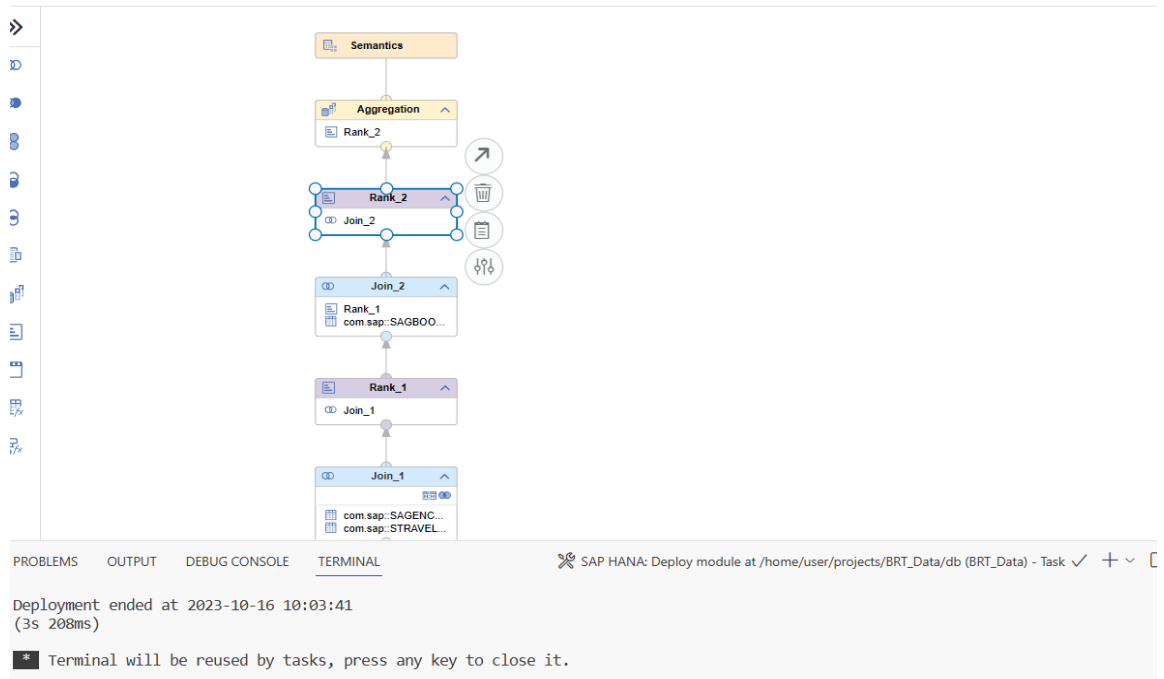 Semantics
Aggregation
Rank_2
Rank_2
Join_2
Join_2
Rank_1
com.sap::SAGBOO...
Rank_1
Join_1
Join_1
com.sap::SAGENC...
com.sap::STRAVEL...
PROBLEMS OUTPUT DEBUG CONSOLE TERMINAL SAP HANA: Deploy module at /home/user/projects/BRT_Data/db (BRT_Data) - Task
Deployment ended at 2023-10-16 10:03:41
(3s 208ms)
* Terminal will be reused by tasks, press any key to close it.